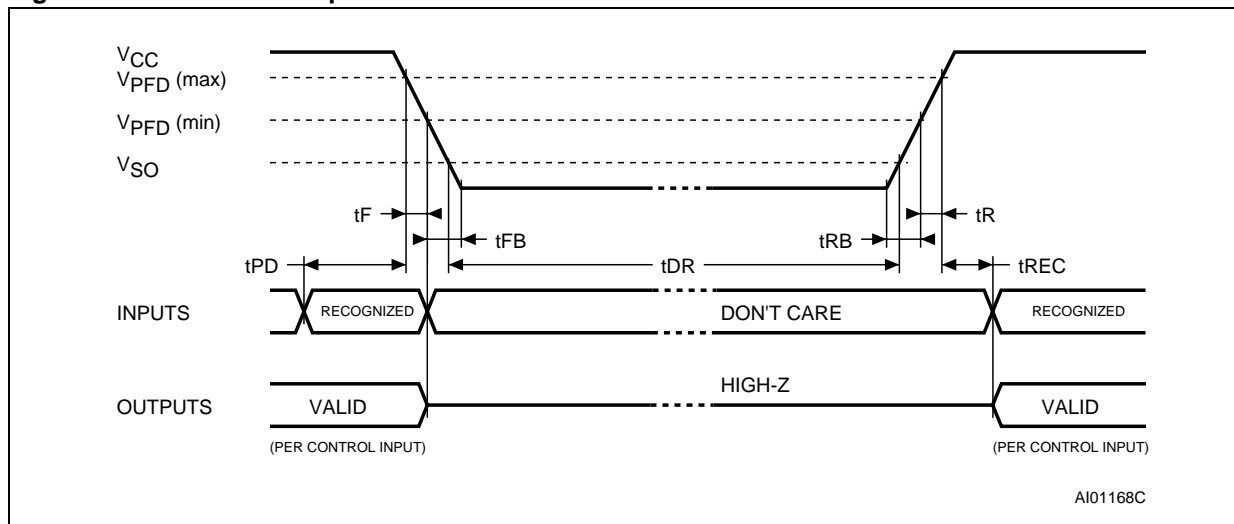 VCC
VPFD (max)
VPFD (min)
VSO
tF
tR
tFB
tRB
tPD
tDR
tREC
INPUTS
RECOGNIZED
DON'T CARE
RECOGNIZED
HIGH-Z
OUTPUTS
VALID
VALID
(PER CONTROL INPUT)
(PER CONTROL INPUT)
AI01168C